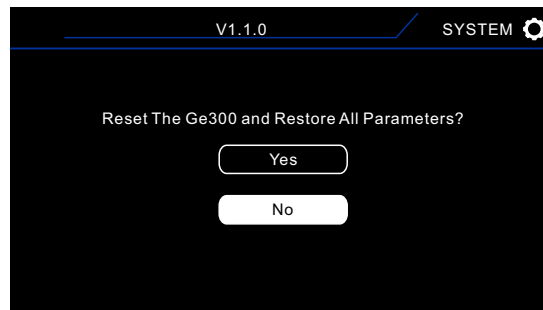 V1.1.0 SYSTEM
Reset The Ge300 and Restore All Parameters?
Yes
No